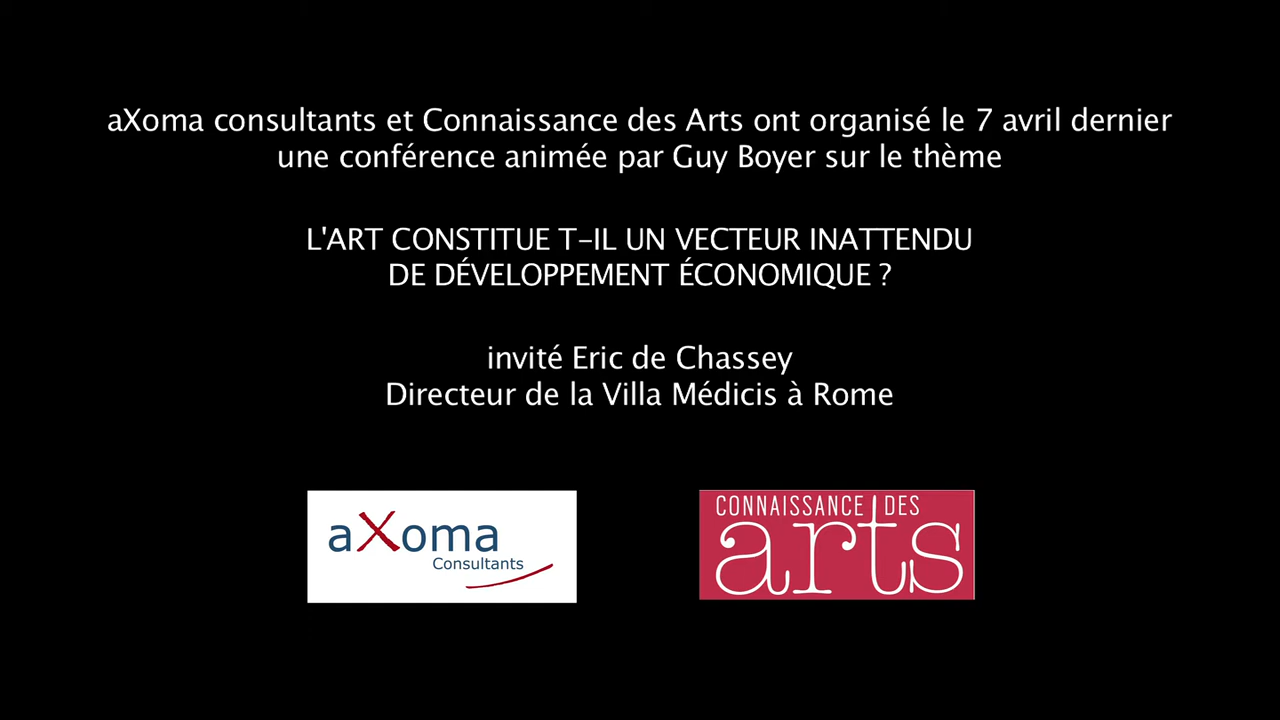 aXoma consultants et Connaissance des Arts ont organisé le 7 avril dernier
une conférence animée par Guy Boyer sur le thème
L'ART CONSTITUE T-IL UN VECTEUR INATTENDU
DE DÉVELOPPEMENT ÉCONOMIQUE ?
invité Eric de Chassey
Directeur de la Villa Médicis à Rome
aXoma
Consultants
CONNAISSANCE DES
arts